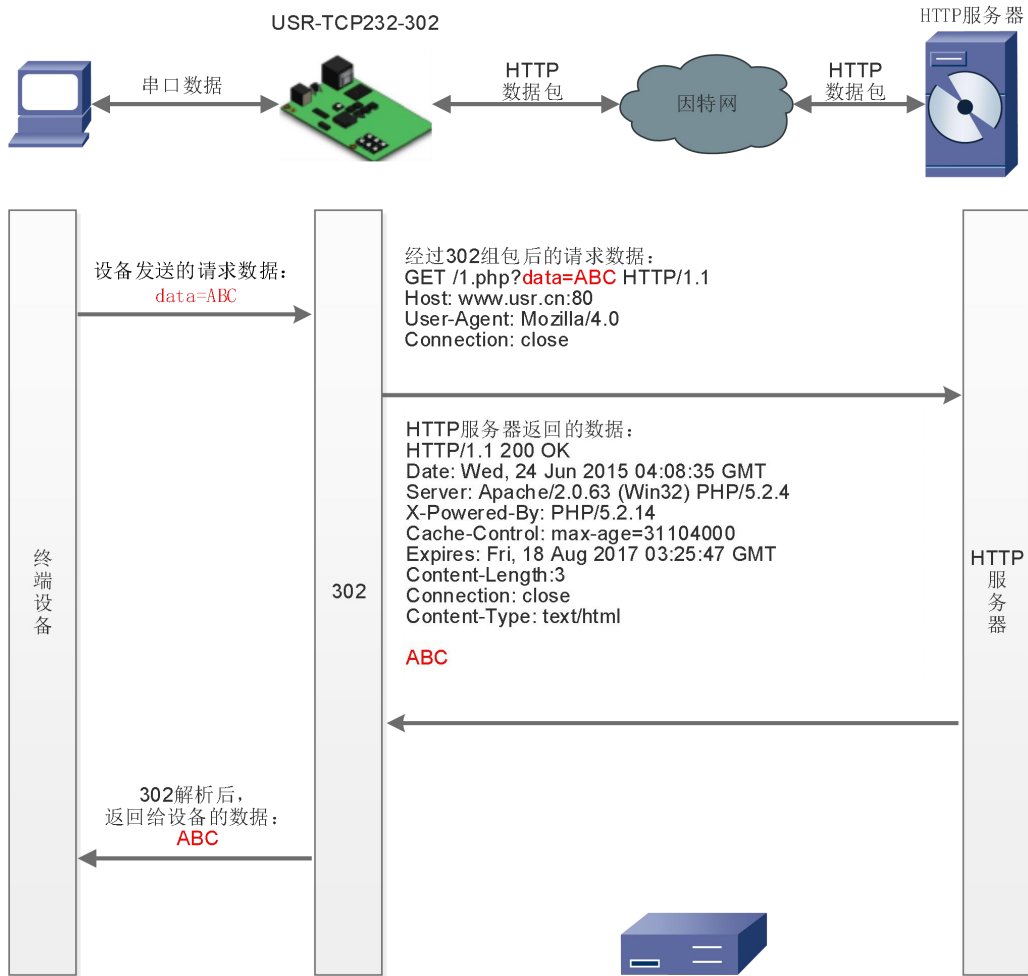 USR-TCP232-302
HTTP服务器
串口数据
HTTP
数据包
因特网
HTTP
数据包
设备发送的请求数据：
data=ABC
经过302组包后的请求数据：
GET /1.php?data=ABC HTTP/1.1
Host: www.usr.cn:80
User-Agent: Mozilla/4.0
Connection: close
HTTP服务器返回的数据：
HTTP/1.1 200 OK
Date: Wed, 24 Jun 2015 04:08:35 GMT
Server: Apache/2.0.63 (Win32) PHP/5.2.4
X-Powered-By: PHP/5.2.14
Cache-Control: max-age=31104000
Expires: Fri, 18 Aug 2017 03:25:47 GMT
Content-Length:3
Connection: close
Content-Type: text/html
ABC
终
端
设
备
302
HTTP
服
务
器
302解析后，
返回给设备的数据：
ABC